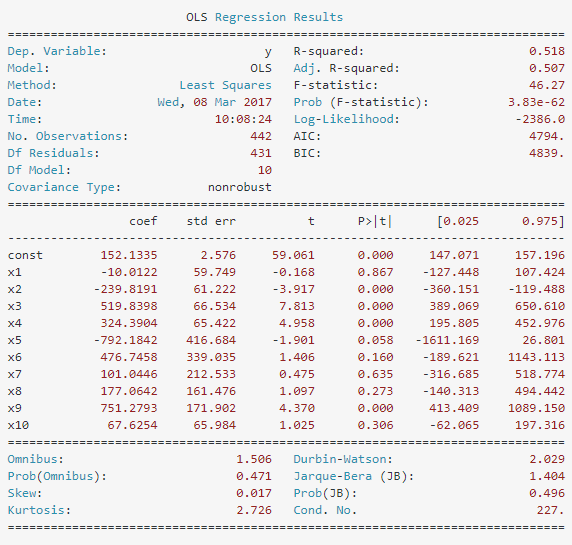 OLS Regression Results
==============================================================================
Dep. Variable:                      y   R-squared:                       0.518
Model:                            OLS   Adj. R-squared:                  0.507
Method:                 Least Squares   F-statistic:                     46.27
Date:                Wed, 08 Mar 2017   Prob (F-statistic):           3.83e-62
Time:                        10:08:24   Log-Likelihood:                -2386.0
No. Observations:                 442   AIC:                             4794.
Df Residuals:                     431   BIC:                             4839.
Df Model:                          10
Covariance Type:            nonrobust
==============================================================================
                 coef    std err          t      P>|t|      [0.025      0.975]
------------------------------------------------------------------------------
const        152.1335      2.576     59.061      0.000     147.071     157.196
x1           -10.0122     59.749     -0.168      0.867    -127.448     107.424
x2          -239.8191     61.222     -3.917      0.000    -360.151    -119.488
x3           519.8398     66.534      7.813      0.000     389.069     650.610
x4           324.3904     65.422      4.958      0.000     195.805     452.976
x5          -792.1842    416.684     -1.901      0.058   -1611.169      26.801
x6           476.7458    339.035      1.406      0.160    -189.621    1143.113
x7           101.0446    212.533      0.475      0.635    -316.685     518.774
x8           177.0642    161.476      1.097      0.273    -140.313     494.442
x9           751.2793    171.902      4.370      0.000     413.409    1089.150
x10           67.6254     65.984      1.025      0.306     -62.065     197.316
==============================================================================
Omnibus:                        1.506   Durbin-Watson:                   2.029
Prob(Omnibus):                  0.471   Jarque-Bera (JB):                1.404
Skew:                           0.017   Prob(JB):                        0.496
Kurtosis:                       2.726   Cond. No.                         227.
==============================================================================